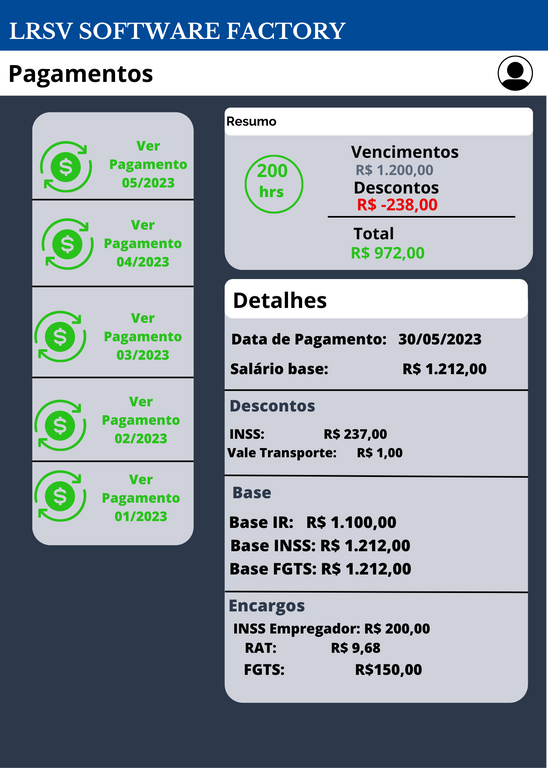 LRSV SOFTWARE FACTORY
Pagamentos
Ver
Pagamento
05/2023
Ver
Pagamento
04/2023
Ver
Pagamento
03/2023
Ver
Pagamento
02/2023
Ver
Pagamento
01/2023
Resumo
200
hrs
Vencimentos
R$ 1.200,00
Descontos
R$ -238,00
Total
R$ 972,00
Detalhes
Data de Pagamento: 30/05/2023
Salário base: R$ 1.212,00
Descontos
INSS: R$ 237,00
Vale Transporte: R$ 1,00
Base
Base IR: R$ 1.100,00
Base INSS: R$ 1.212,00
Base FGTS: R$ 1.212,00
Encargos
INSS Empregador: R$ 200,00
RAT: R$ 9,68
FGTS: R$150,00